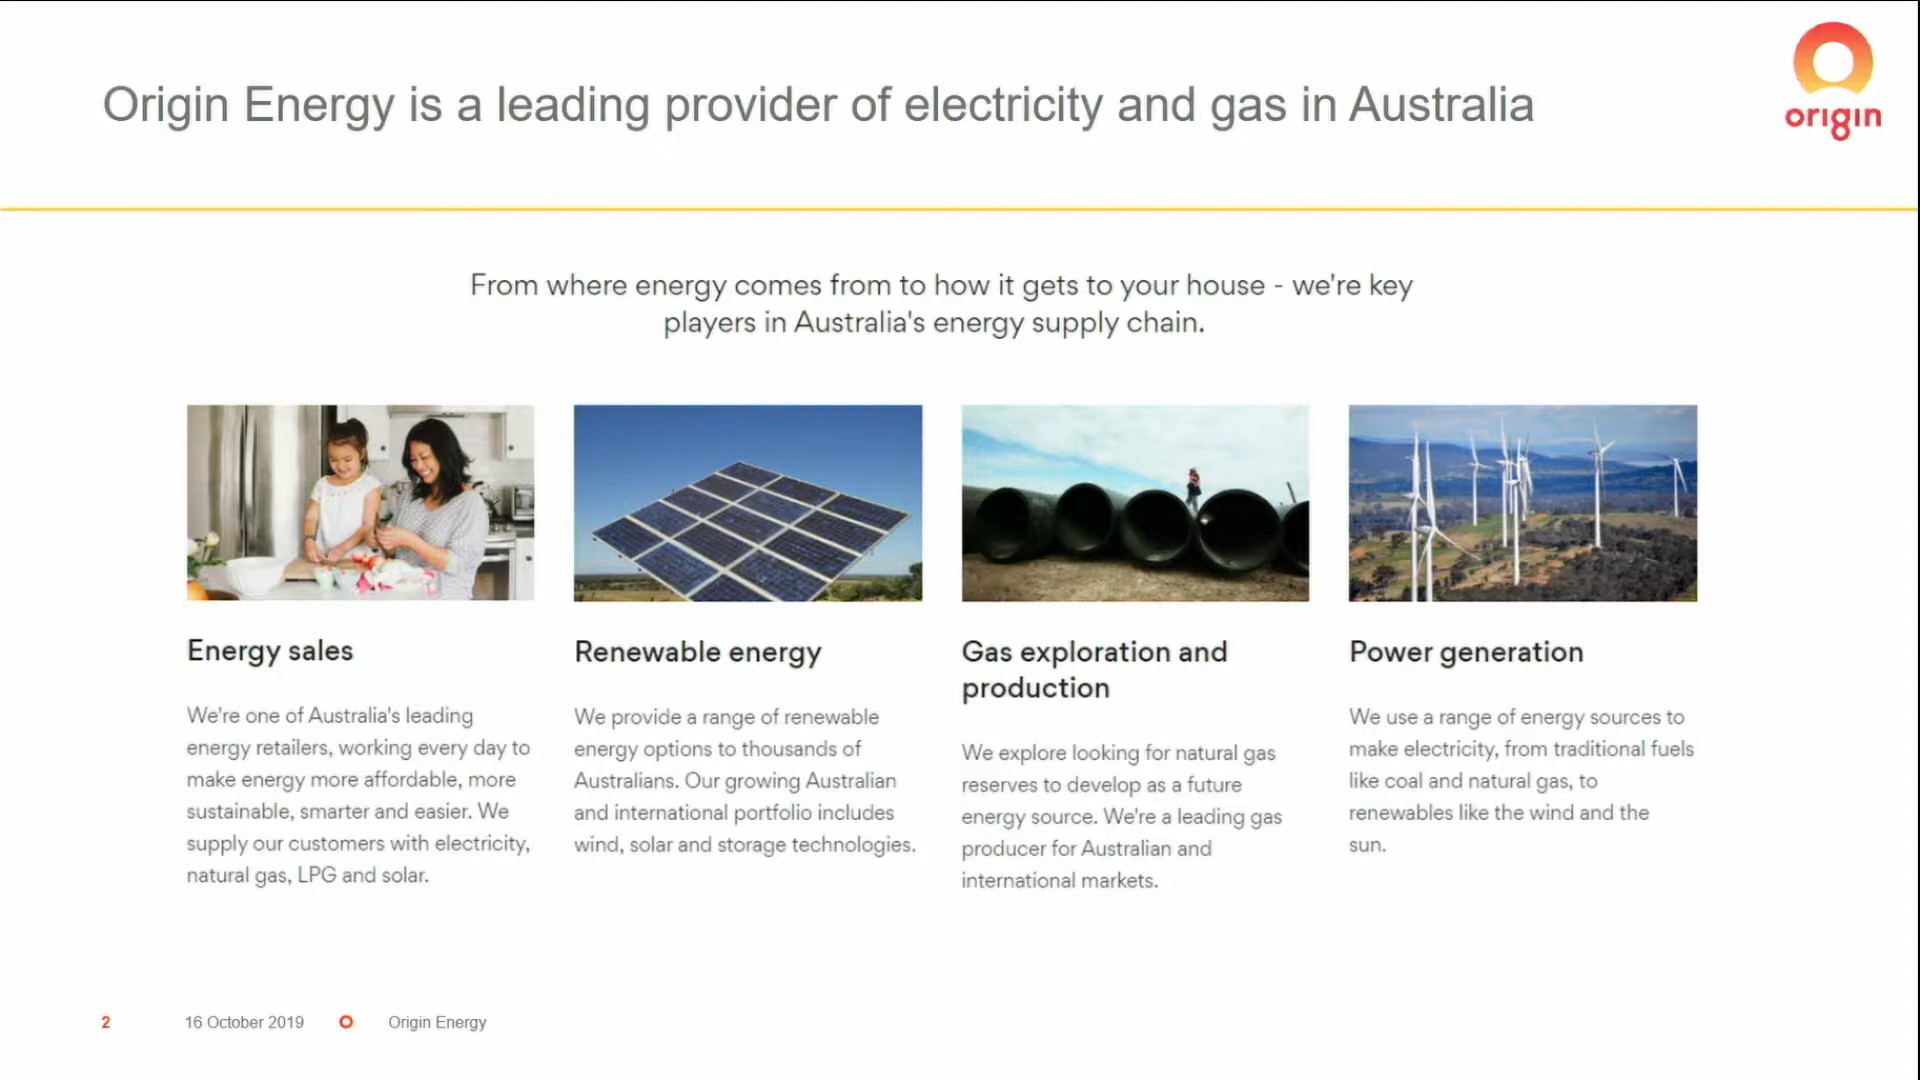 Origin Energy is a leading provider of electricity and gas in Australia
origin
From where energy comes from to how it gets to your house - we're key
players in Australia's energy supply chain.
Energy sales
We're one of Australia's leading
energy retailers, working every day to
make energy more affordable, more
sustainable, smarter and easier. We
supply our customers with electricity,
natural gas, LPG and solar.
Renewable energy
We provide a range of renewable
energy options to thousands of
Australians. Our growing Australian
and international portfolio includes
wind, solar and storage technologies.
Gas exploration and
production
We explore looking for natural gas
reserves to develop as a future
energy source. We're a leading gas
producer for Australian and
international markets.
Power generation
We use a range of energy sources to
make electricity, from traditional fuels
like coal and natural gas, to
renewables like the wind and the
sun.
2
16 October 2019
Origin Energy